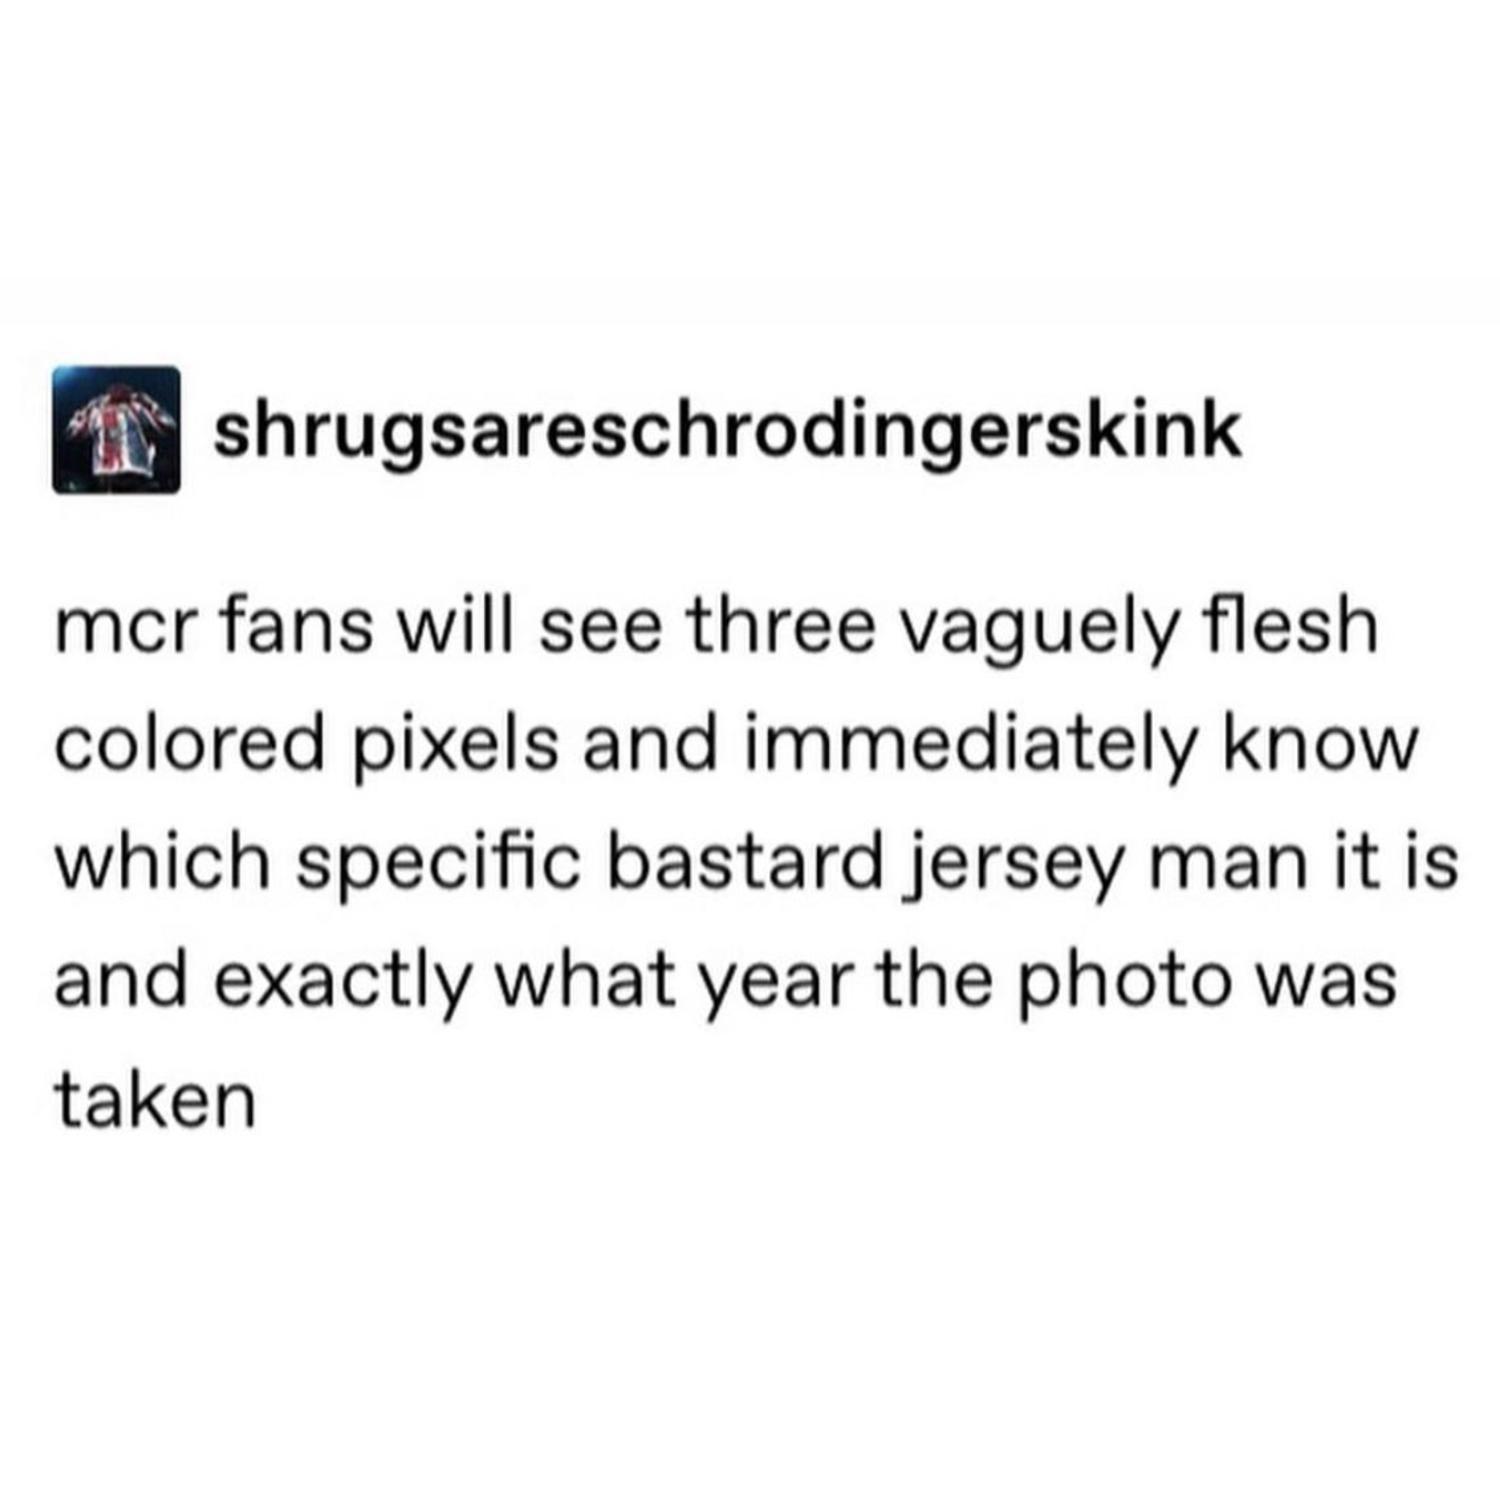 shrugsareschrodingerskink
mcr fans will see three vaguely flesh
colored pixels and immediately know
which specific bastard jersey man it is
and exactly what year the photo was
taken